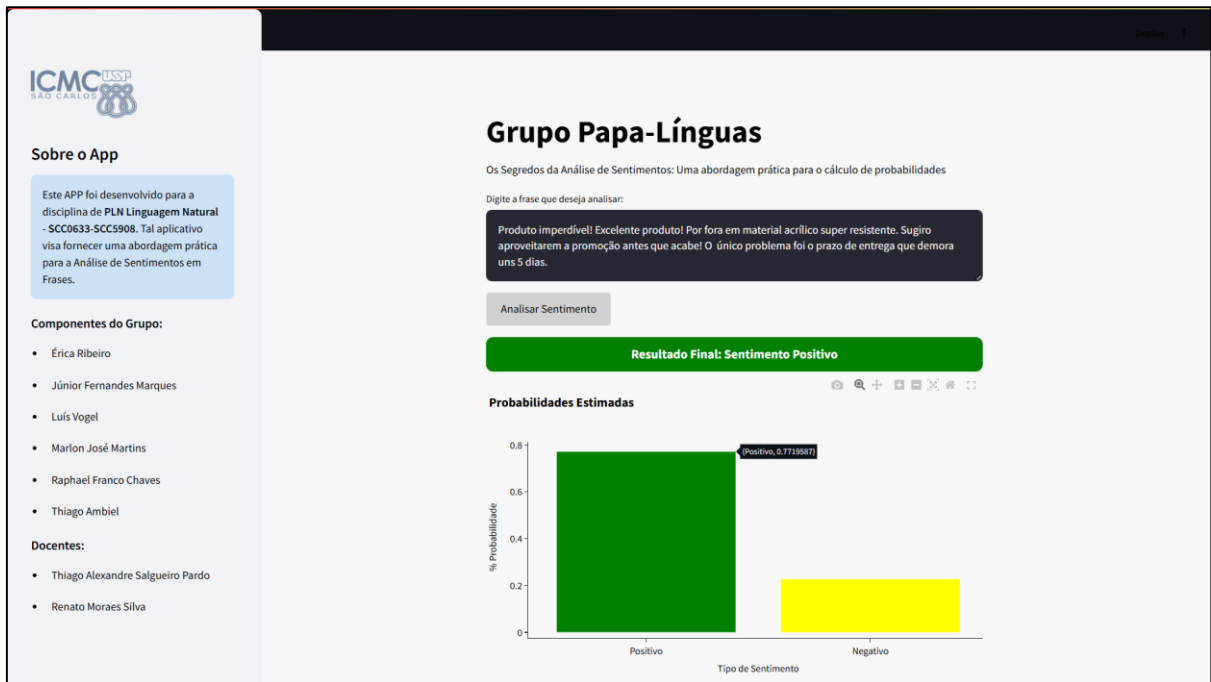 Deploy
ICMC USP
SÃO CARLOS
Sobre o App
Este APP foi desenvolvido para a
disciplina de PLN Linguagem Natural
- SCC0633-SCC5908. Tal aplicativo
visa fornecer uma abordagem prática
para a Análise de Sentimentos em
Frases.
Componentes do Grupo:
• Érica Ribeiro
• Júnior Fernandes Marques
• Luís Vogel
• Marlon José Martins
• Raphael Franco Chaves
• Thiago Ambiel
Docentes:
• Thiago Alexandre Salgueiro Pardo
• Renato Moraes Silva
Grupo Papa-Línguas
Os Segredos da Análise de Sentimentos: Uma abordagem prática para o cálculo de probabilidades
Digite a frase que deseja analisar:
Produto imperdível! Excelente produto! Por fora em material acrílico super resistente. Sugiro
aproveitarem a promoção antes que acabe! O único problema foi o prazo de entrega que demora
uns 5 dias.
Analisar Sentimento
Resultado Final: Sentimento Positivo
Probabilidades Estimadas
0.8
(Positivo, 0.7719587)
0.6
0.4
0.2
0
% Probabilidade
Positivo
Negativo
Tipo de Sentimento